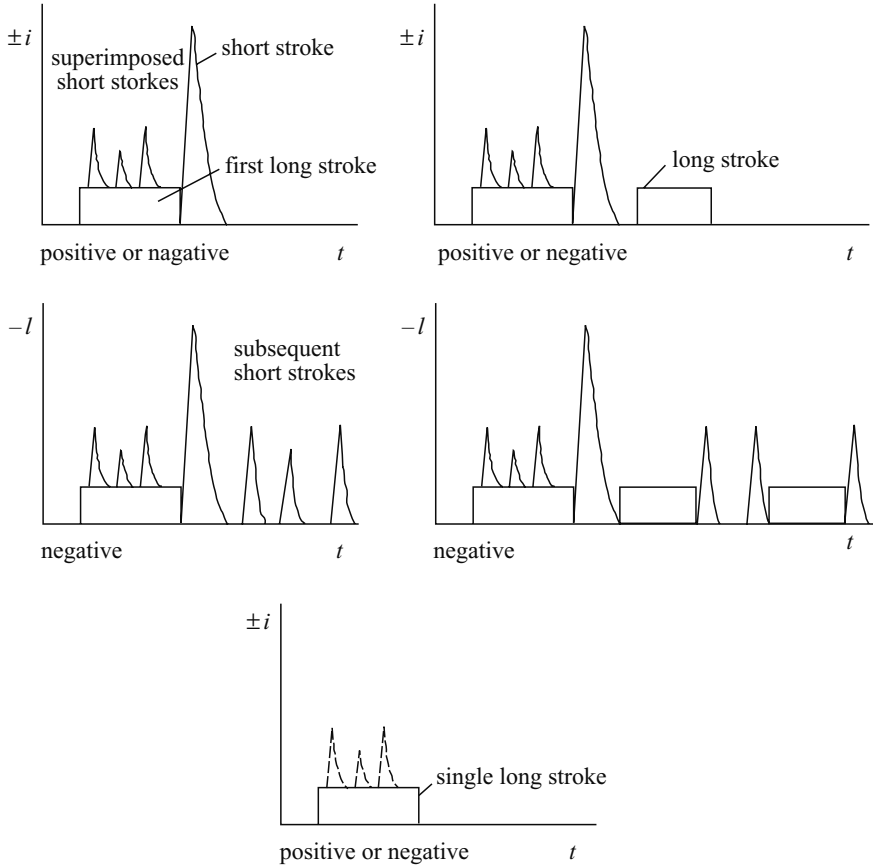 ±i
superimposed
short storkes
short stroke
first long stroke
positive or nagative
t
±i
long stroke
positive or negative
t
–l
subsequent
short strokes
negative
t
–l
negative
t
±i
single long stroke
positive or negative
t